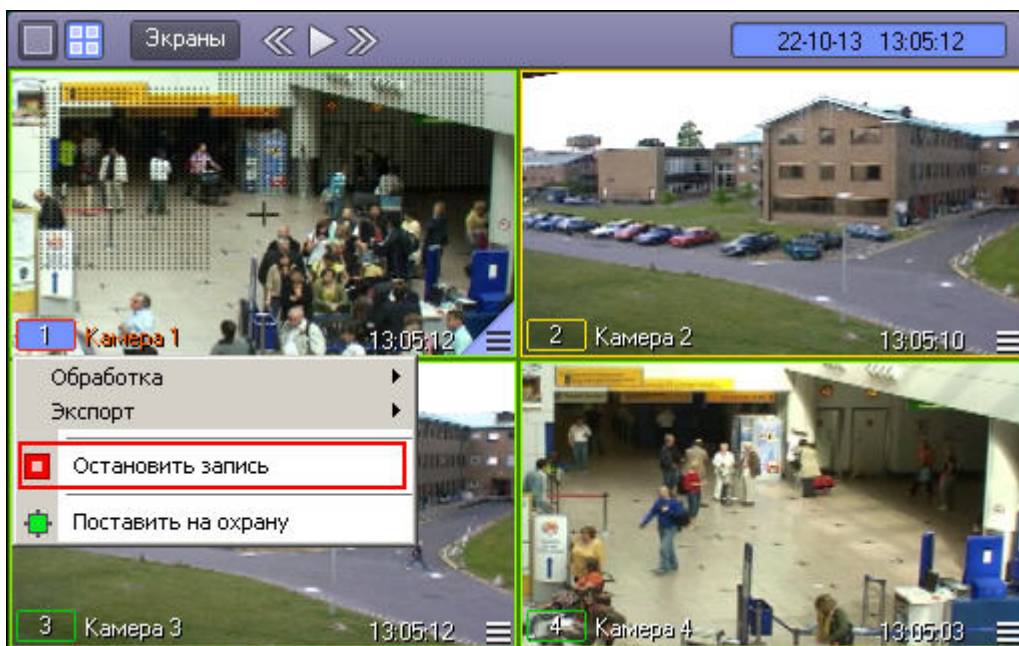 Экраны
22-10-13 13:05:12
1 Камера 1 13:05:12
2 Камера 2 13:05:10
Обработка
Экспорт
Остановить запись
Поставить на охрану
3 Камера 3 13:05:12
4 Камера 4 13:05:03